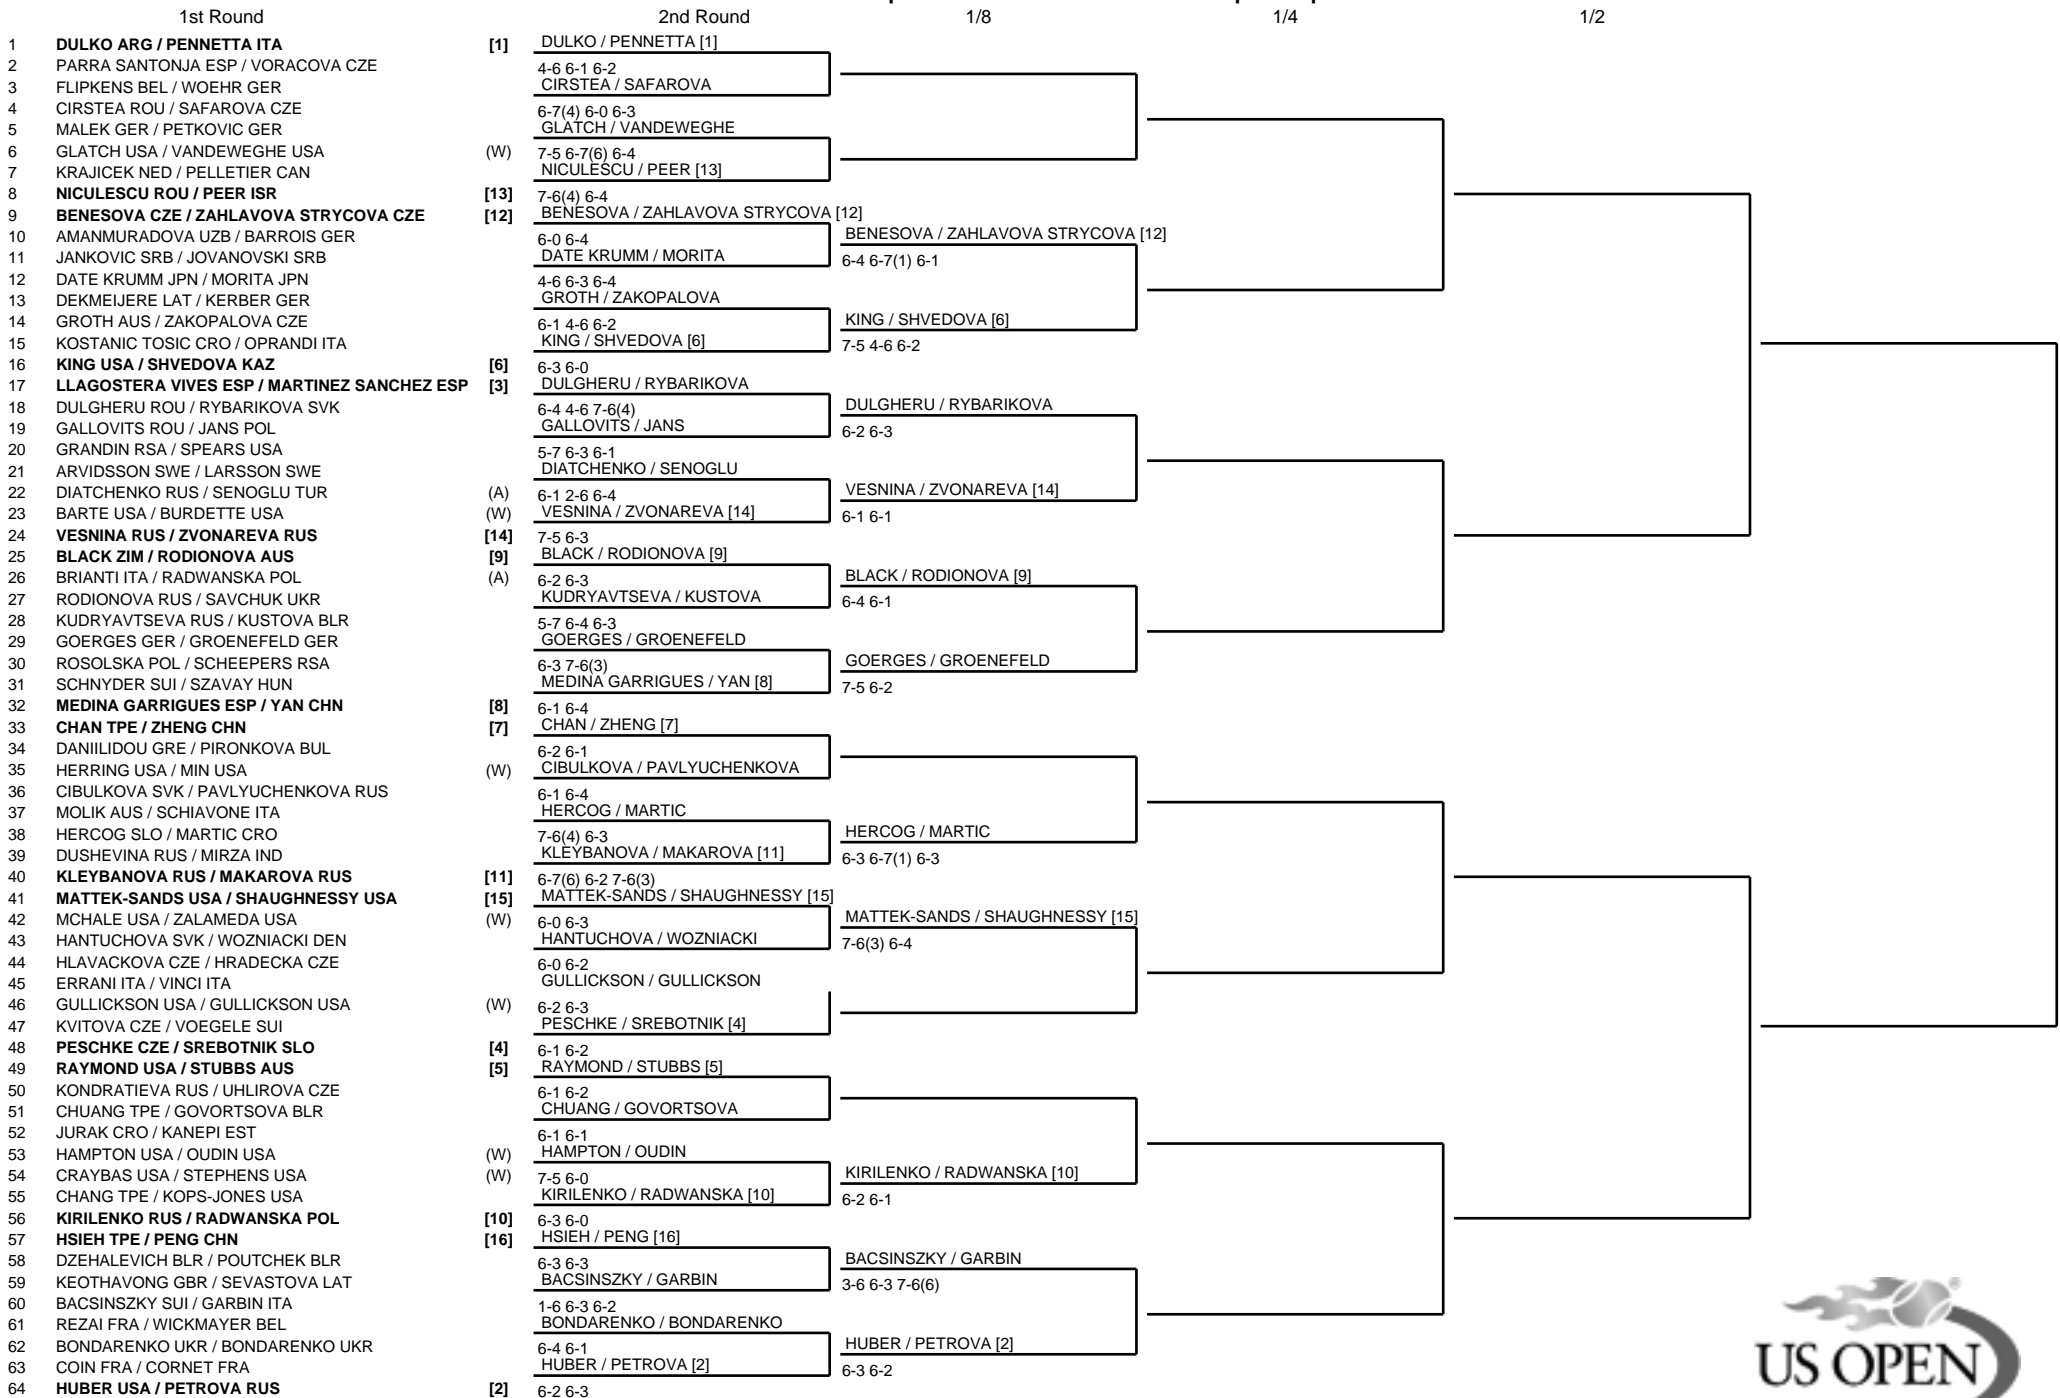 1st Round 2nd Round 1/8 1/4 1/2
1 DULKO ARG / PENNETTA ITA [1]
2 PARRA SANTONJA ESP / VORACOVA CZE
3 FLIPKENS BEL / WOEHR GER
4 CIRSTEA ROU / SAFAROVA CZE
5 MALEK GER / PETKOVIC GER
6 GLATCH USA / VANDEWEGHE USA (W)
7 KRAJICEK NED / PELLETIER CAN
8 NICULESCU ROU / PEER ISR [13]
9 BENESOVA CZE / ZAHLAVOVA STRYCOVA CZE [12]
10 AMANMURADOVA UZB / BARROIS GER
11 JANKOVIC SRB / JOVANOVSKI SRB
12 DATE KRUMM JPN / MORITA JPN
13 DEKMEIJERE LAT / KERBER GER
14 GROTH AUS / ZAKOPALOVA CZE
15 KOSTANIC TOSIC CRO / OPRANDI ITA
16 KING USA / SHVEDOVA KAZ [6]
17 LLAGOSTERA VIVES ESP / MARTINEZ SANCHEZ ESP [3]
18 DULGHERU ROU / RYBARIKOVA SVK
19 GALLOVITS ROU / JANS POL
20 GRANDIN RSA / SPEARS USA
21 ARVIDSSON SWE / LARSSON SWE
22 DIATCHENKO RUS / SENOGLU TUR (A)
23 BARTE USA / BURDETTE USA (W)
24 VESNINA RUS / ZVONAREVA RUS [14]
25 BLACK ZIM / RODIONOVA AUS [9]
26 BRIANTI ITA / RADWANSKA POL (A)
27 RODIONOVA RUS / SAVCHUK UKR
28 KUDRYAVTSEVA RUS / KUSTOVA BLR
29 GOERGES GER / GROENEFELD GER
30 ROSOLSKA POL / SCHEEPERS RSA
31 SCHNYDER SUI / SZAVAY HUN
32 MEDINA GARRIGUES ESP / YAN CHN [8]
33 CHAN TPE / ZHENG CHN [7]
34 DANIILIDOU GRE / PIRONKOVA BUL
35 HERRING USA / MIN USA (W)
36 CIBULKOVA SVK / PAVLYUCHENKOVA RUS
37 MOLIK AUS / SCHIAVONE ITA
38 HERCOG SLO / MARTIC CRO
39 DUSHEVINA RUS / MIRZA IND
40 KLEYBANOVA RUS / MAKAROVA RUS [11]
41 MATTEK-SANDS USA / SHAUGHNESSY USA [15]
42 MCHALE USA / ZALAMEDA USA (W)
43 HANTUCHOVA SVK / WOZNIACKI DEN
44 HLAVACKOVA CZE / HRADECKA CZE
45 ERRANI ITA / VINCI ITA
46 GULLICKSON USA / GULLICKSON USA (W)
47 KVITOVA CZE / VOEGELE SUI
48 PESCHKE CZE / SREBOTNIK SLO [4]
49 RAYMOND USA / STUBBS AUS [5]
50 KONDRATIEVA RUS / UHLIROVA CZE
51 CHUANG TPE / GOVORTSOVA BLR
52 JURAK CRO / KANEPI EST
53 HAMPTON USA / OUDIN USA (W)
54 CRAYBAS USA / STEPHENS USA (W)
55 CHANG TPE / KOPS-JONES USA
56 KIRILENKO RUS / RADWANSKA POL [10]
57 HSIEH TPE / PENG CHN [16]
58 DZEHALEVICH BLR / POUTCHEK BLR
59 KEOTHAVONG GBR / SEVASTOVA LAT
60 BACSINSZKY SUI / GARBIN ITA
61 REZAI FRA / WICKMAYER BEL
62 BONDARENKO UKR / BONDARENKO UKR
63 COIN FRA / CORNET FRA
64 HUBER USA / PETROVA RUS [2]
DULKO / PENNETTA [1]
4-6 6-1 6-2
CIRSTEA / SAFAROVA
6-7(4) 6-0 6-3
GLATCH / VANDEWEGHE
7-5 6-7(6) 6-4
NICULESCU / PEER [13]
7-6(4) 6-4
BENESOVA / ZAHLAVOVA STRYCOVA [12]
6-0 6-4
DATE KRUMM / MORITA
4-6 6-3 6-4
GROTH / ZAKOPALOVA
6-1 4-6 6-2
KING / SHVEDOVA [6]
6-3 6-0
DULGHERU / RYBARIKOVA
6-4 4-6 7-6(4)
GALLOVITS / JANS
5-7 6-3 6-1
DIATCHENKO / SENOGLU
6-1 2-6 6-4
VESNINA / ZVONAREVA [14]
7-5 6-3
BLACK / RODIONOVA [9]
6-2 6-3
KUDRYAVTSEVA / KUSTOVA
5-7 6-4 6-3
GOERGES / GROENEFELD
6-3 7-6(3)
MEDINA GARRIGUES / YAN [8]
6-1 6-4
CHAN / ZHENG [7]
6-2 6-1
CIBULKOVA / PAVLYUCHENKOVA
6-1 6-4
HERCOG / MARTIC
7-6(4) 6-3
KLEYBANOVA / MAKAROVA [11]
6-7(6) 6-2 7-6(3)
MATTEK-SANDS / SHAUGHNESSY [15]
6-0 6-3
HANTUCHOVA / WOZNIACKI
6-0 6-2
GULLICKSON / GULLICKSON
6-2 6-3
PESCHKE / SREBOTNIK [4]
6-1 6-2
RAYMOND / STUBBS [5]
6-1 6-2
CHUANG / GOVORTSOVA
6-1 6-1
HAMPTON / OUDIN
7-5 6-0
KIRILENKO / RADWANSKA [10]
6-3 6-0
HSIEH / PENG [16]
6-3 6-3
BACSINSZKY / GARBIN
1-6 6-3 6-2
BONDARENKO / BONDARENKO
6-4 6-1
HUBER / PETROVA [2]
6-2 6-3
BENESOVA / ZAHLAVOVA STRYCOVA [12]
6-4 6-7(1) 6-1
KING / SHVEDOVA [6]
7-5 4-6 6-2
DULGHERU / RYBARIKOVA
6-2 6-3
VESNINA / ZVONAREVA [14]
6-1 6-1
BLACK / RODIONOVA [9]
6-4 6-1
GOERGES / GROENEFELD
7-5 6-2
HERCOG / MARTIC
6-3 6-7(1) 6-3
MATTEK-SANDS / SHAUGHNESSY [15]
7-6(3) 6-4
KIRILENKO / RADWANSKA [10]
6-2 6-1
BACSINSZKY / GARBIN
3-6 6-3 7-6(6)
HUBER / PETROVA [2]
6-3 6-2
US OPEN